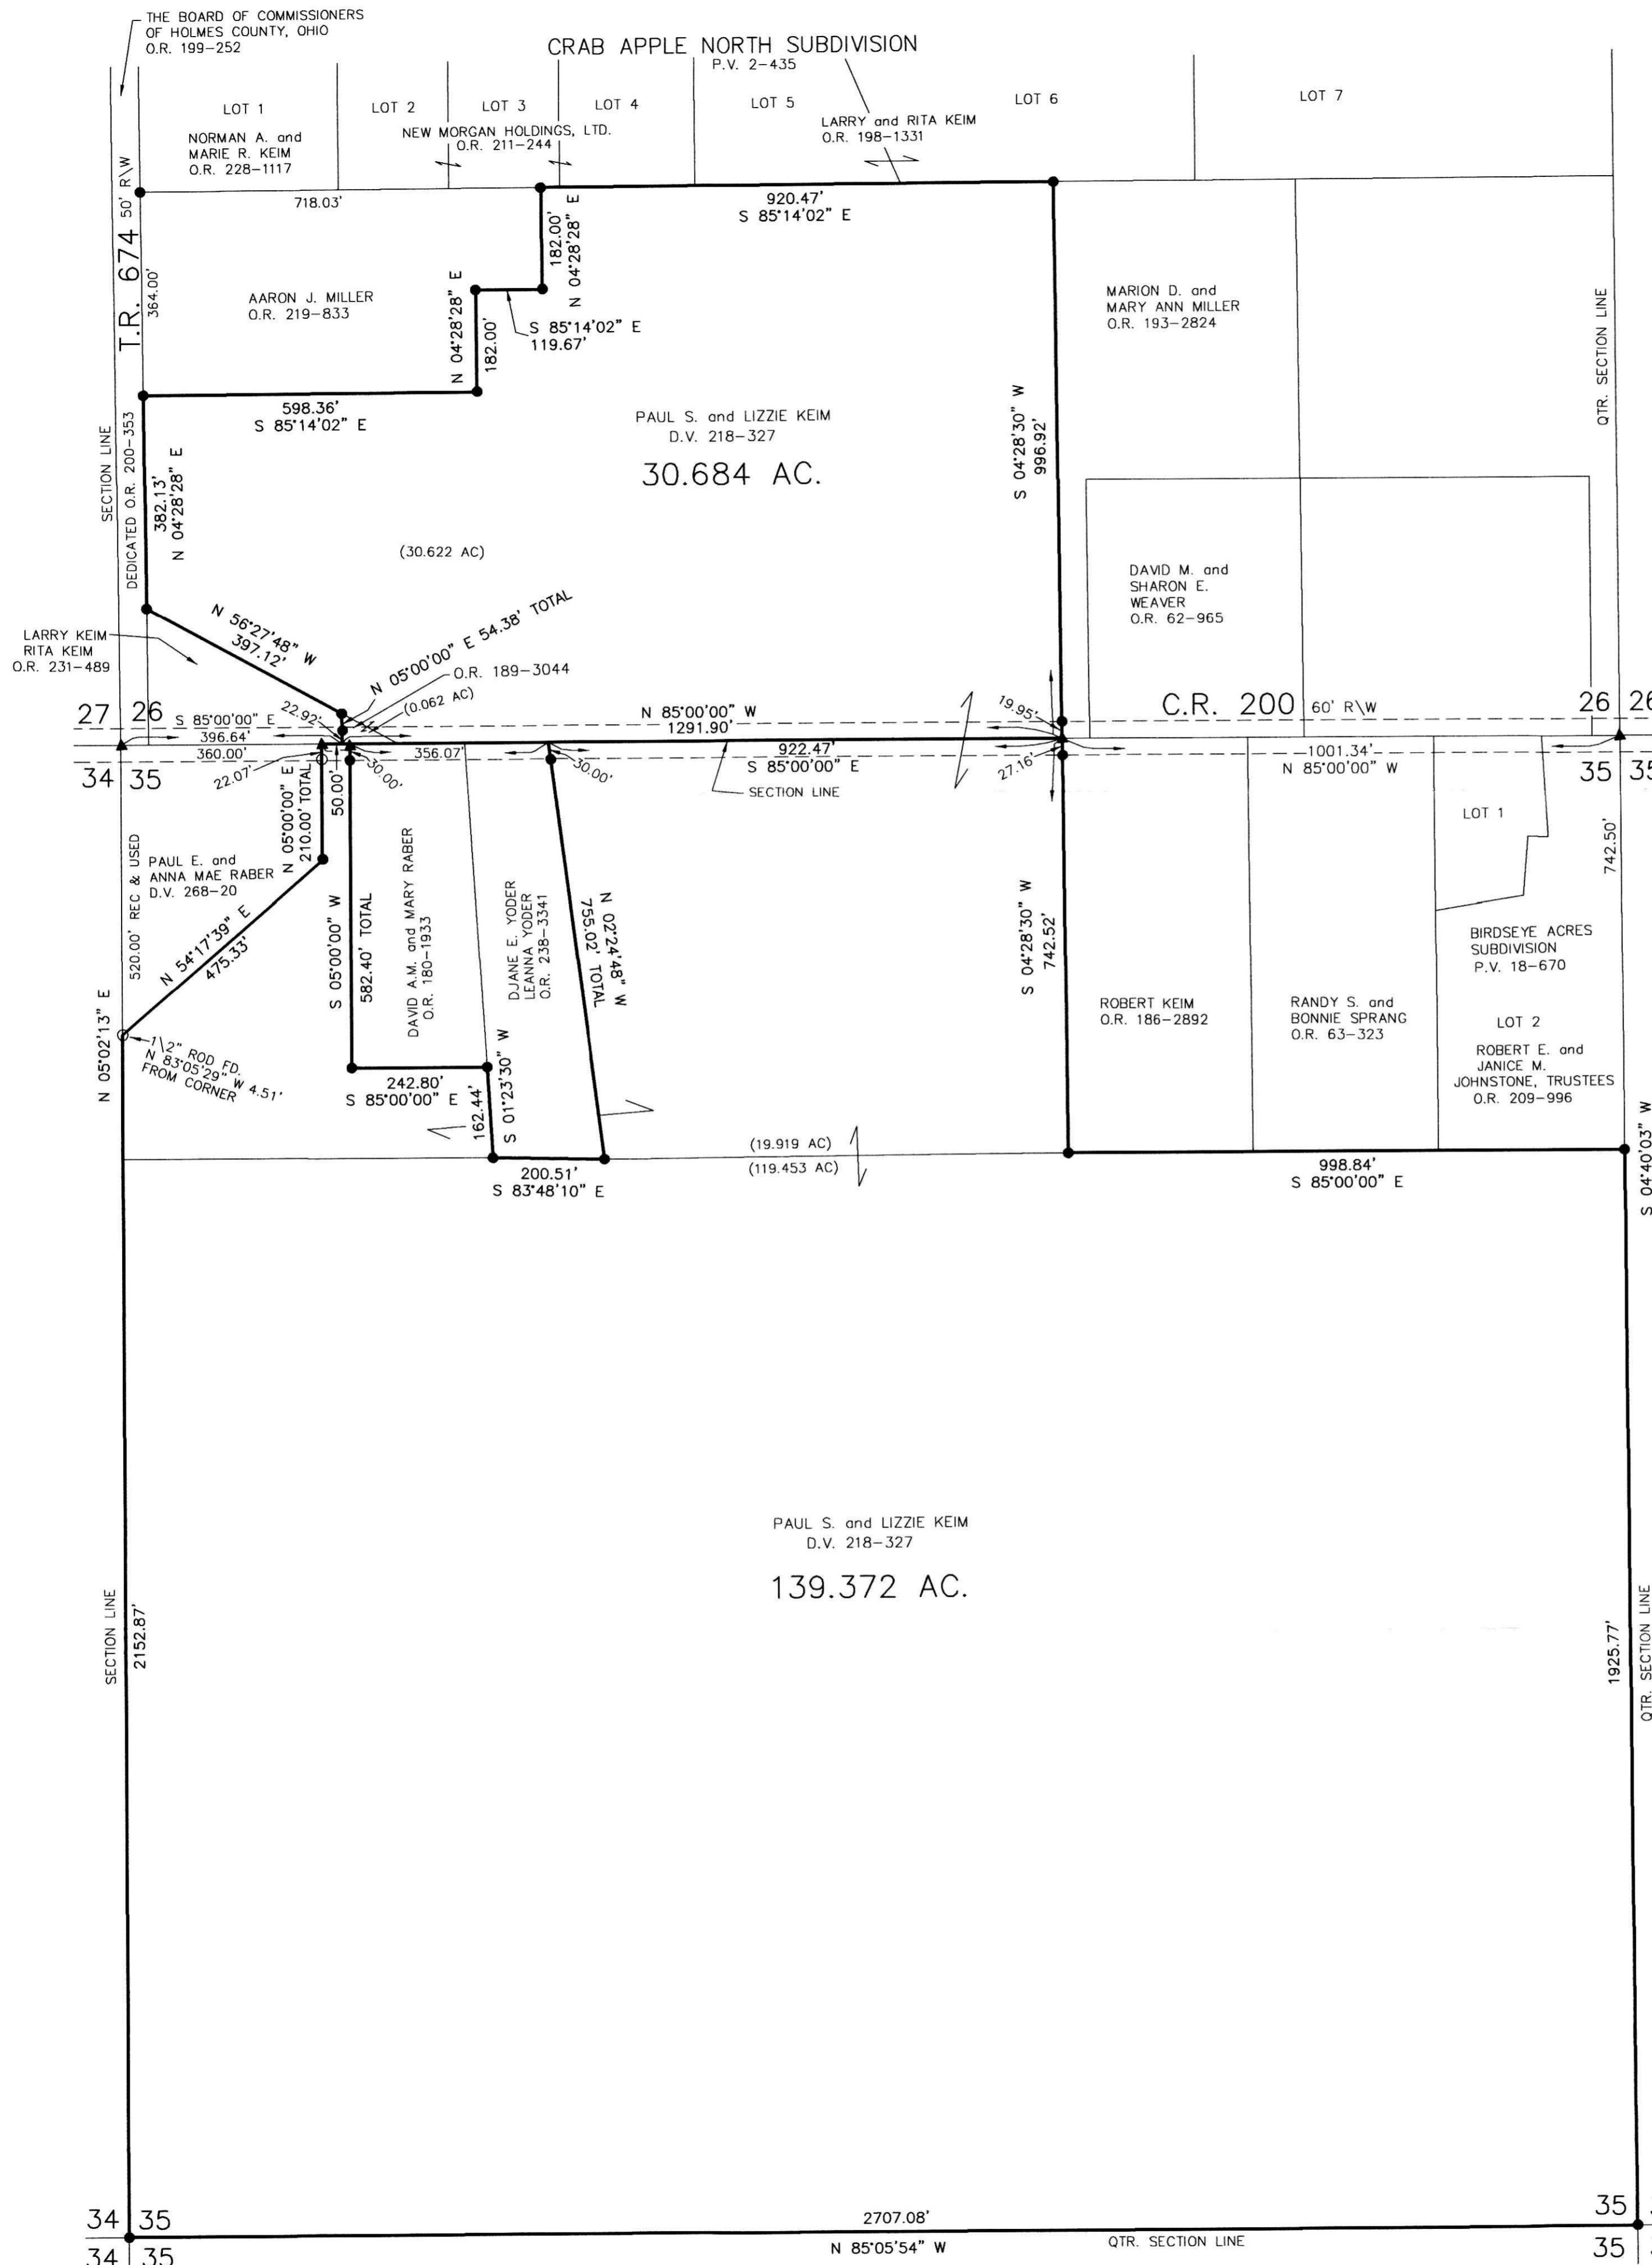 THE BOARD OF COMMISSIONERS
OF HOLMES COUNTY, OHIO
O.R. 199-252
CRAB APPLE NORTH SUBDIVISION
P.V. 2-435
LOT 1
LOT 2
LOT 3
LOT 4
LOT 5
LOT 6
LOT 7
NORMAN A. and
MARIE R. KEIM
O.R. 228-1117
NEW MORGAN HOLDINGS, LTD.
O.R. 211-244
LARRY and RITA KEIM
O.R. 198-1331
T.R. 674 50' R\W
718.03'
920.47'
S 85°14'02" E
364.00'
182.00'
N 04°28'28" E
AARON J. MILLER
O.R. 219-833
N 04°28'28" E
182.00'
S 85°14'02" E
119.67'
MARION D. and
MARY ANN MILLER
O.R. 193-2824
QTR. SECTION LINE
598.36'
S 85°14'02" E
PAUL S. and LIZZIE KEIM
D.V. 218-327
30.684 AC.
S 04°28'30" W
996.92'
SECTION LINE
DEDICATED O.R. 200-353
382.13'
N 04°28'28" E
(30.622 AC)
DAVID M. and
SHARON E.
WEAVER
O.R. 62-965
LARRY KEIM
RITA KEIM
O.R. 231-489
N 56°27'48" W
397.12'
N 05°00'00" E 54.38' TOTAL
O.R. 189-3044
(0.062 AC)
27
26
S 85°00'00" E
396.64'
22.92'
N 85°00'00" W
1291.90'
19.95'
C.R. 200
60' R\W
26
26
360.00'
356.07'
922.47'
S 85°00'00" E
1001.34'
N 85°00'00" W
34
35
22.07'
30.00'
30.00'
27.16'
35
35
SECTION LINE
N 05°00'00" E
210.00' TOTAL
50.00'
LOT 1
742.50'
520.00' REC & USED
PAUL E. and
ANNA MAE RABER
D.V. 268-20
N 54°17'39" E
475.33'
S 05°00'00" W
582.40' TOTAL
DAVID A.M. and MARY RABER
O.R. 180-1933
DJANE E. YODER
LEANNA YODER
O.R. 238-3341
N 02°24'48" W
755.02' TOTAL
S 04°28'30" W
742.52'
BIRDSEYE ACRES
SUBDIVISION
P.V. 18-670
ROBERT KEIM
O.R. 186-2892
RANDY S. and
BONNIE SPRANG
O.R. 63-323
LOT 2
ROBERT E. and
JANICE M.
JOHNSTONE, TRUSTEES
O.R. 209-996
N 05°02'13" E
1\2" ROD FD.
N 83°05'29" W 4.51'
FROM CORNER
242.80'
S 85°00'00" E
162.44'
S 01°23'30" W
(19.919 AC)
(119.453 AC)
200.51'
S 83°48'10" E
998.84'
S 85°00'00" E
S 04°40'03" W
PAUL S. and LIZZIE KEIM
D.V. 218-327
139.372 AC.
SECTION LINE
2152.87'
1925.77'
QTR. SECTION LINE
34
35
35
2707.08'
N 85°05'54" W
QTR. SECTION LINE
34
35
35